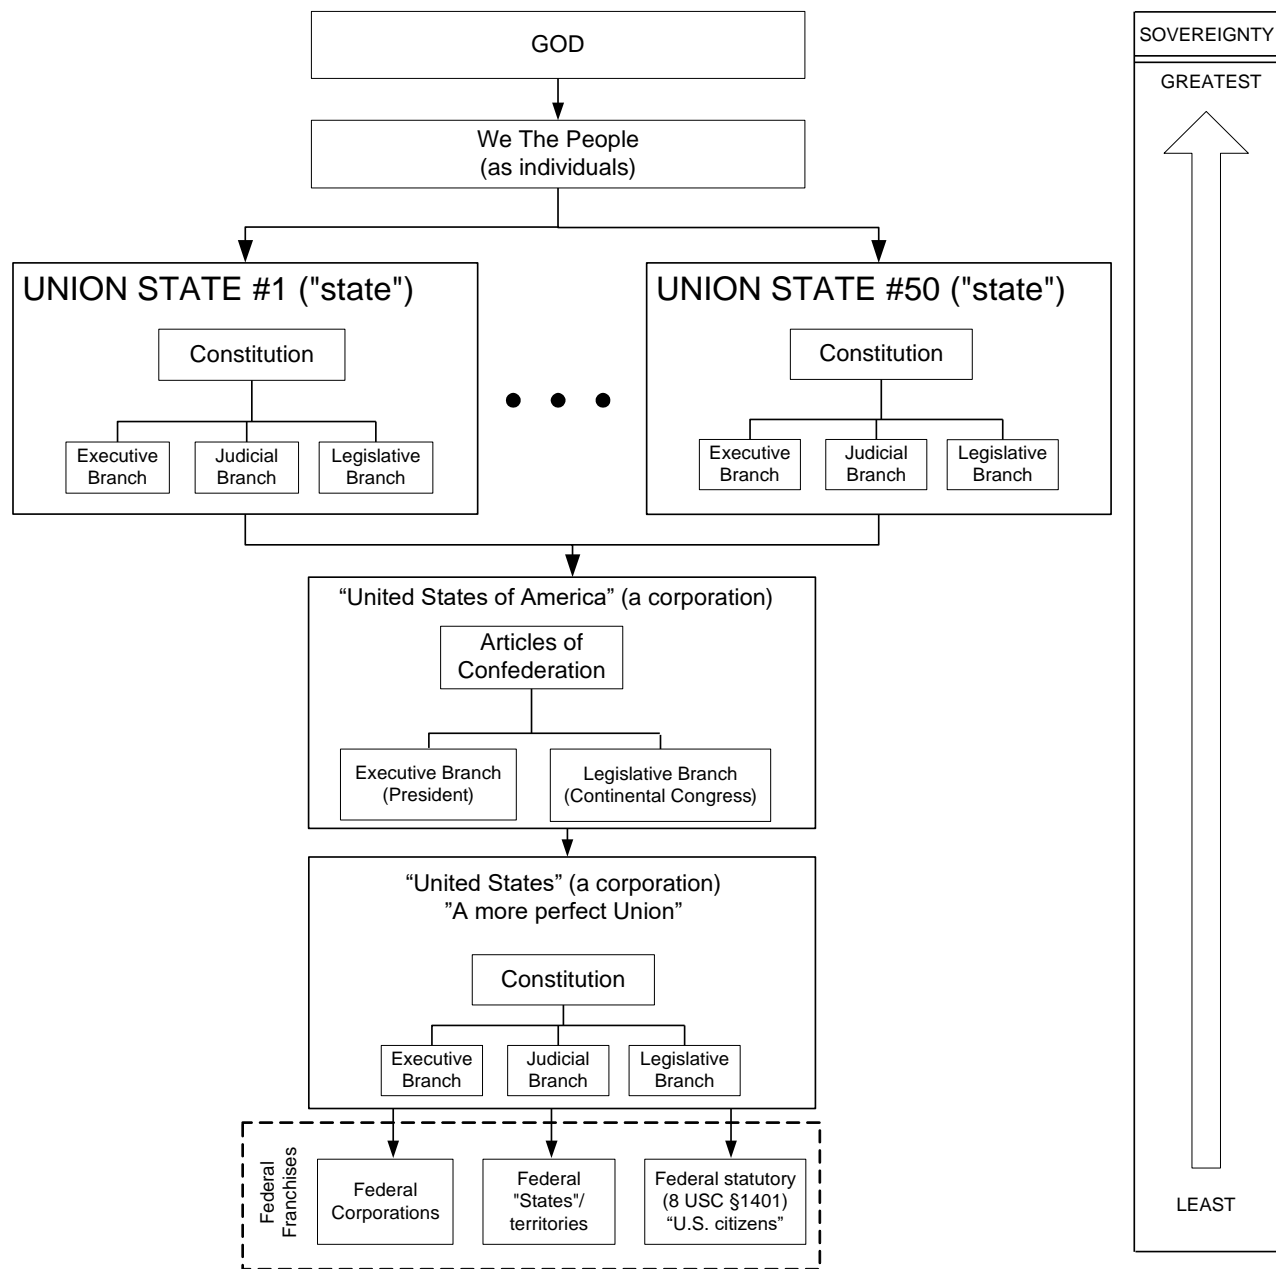 GOD
We The People
(as individuals)
UNION STATE #1 ("state")
Constitution
Executive
Branch
Judicial
Branch
Legislative
Branch
UNION STATE #50 ("state")
Constitution
Executive
Branch
Judicial
Branch
Legislative
Branch
“United States of America” (a corporation)
Articles of
Confederation
Executive Branch
(President)
Legislative Branch
(Continental Congress)
“United States” (a corporation)
”A more perfect Union”
Constitution
Executive
Branch
Judicial
Branch
Legislative
Branch
Federal
Franchises
Federal
Corporations
Federal
"States"/
territories
Federal statutory
(8 USC §1401)
“U.S. citizens”
SOVEREIGNTY
GREATEST
LEAST